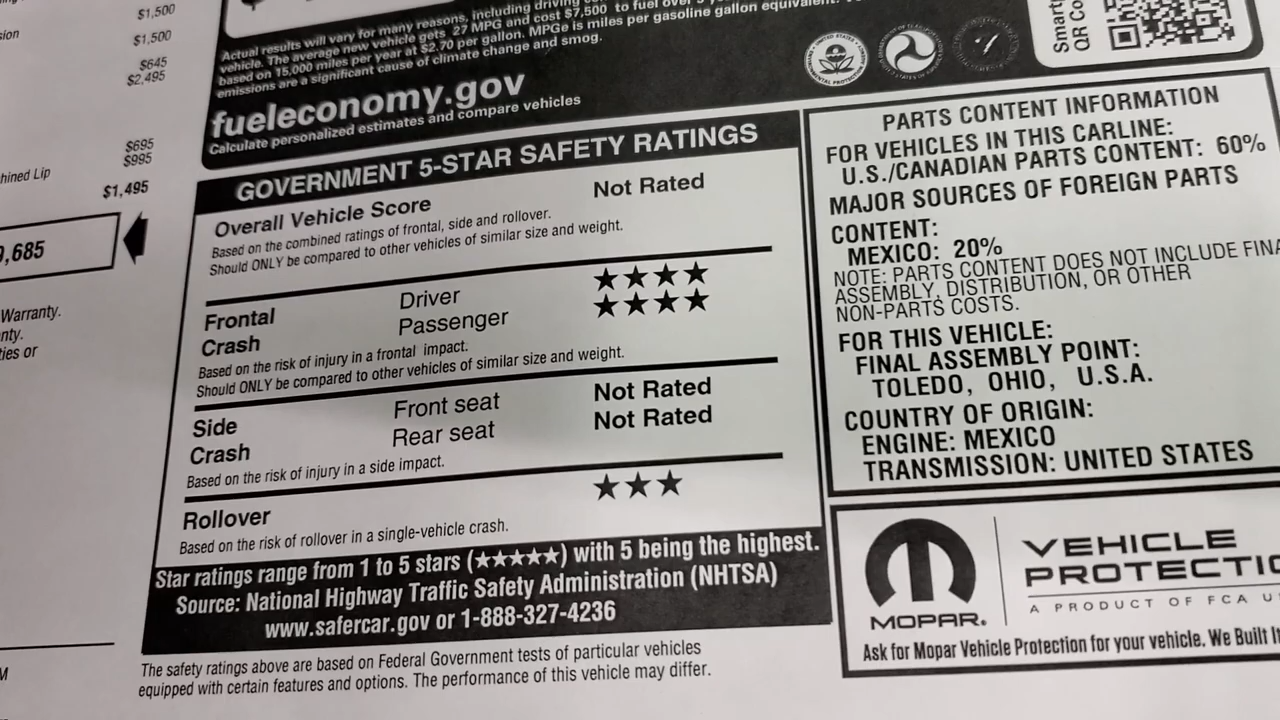 $1,500
sion
$1,500
$645
$2,495
$695
$995
hined Lip
$1,495
9,685
Warranty.
nty.
ties or
M
Actual results will vary for many reasons, including driving
vehicle. The average new vehicle gets 27 MPG and cost $7,500 to fuel over 5
based on 15,000 miles per year at $2.70 per gallon. MPGe is miles per gasoline gallon equivalent.
emissions are a significant cause of climate change and smog.
fueleconomy.gov
Calculate personalized estimates and compare vehicles
Smartp
QR Co
GOVERNMENT 5-STAR SAFETY RATINGS
Overall Vehicle Score Not Rated
Based on the combined ratings of frontal, side and rollover.
Should ONLY be compared to other vehicles of similar size and weight.
Frontal Driver ★★★★
Crash Passenger ★★★★
Based on the risk of injury in a frontal impact.
Should ONLY be compared to other vehicles of similar size and weight.
Side Front seat Not Rated
Crash Rear seat Not Rated
Based on the risk of injury in a side impact.
Rollover ★★★
Based on the risk of rollover in a single-vehicle crash.
Star ratings range from 1 to 5 stars (★★★★★) with 5 being the highest.
Source: National Highway Traffic Safety Administration (NHTSA)
www.safercar.gov or 1-888-327-4236
The safety ratings above are based on Federal Government tests of particular vehicles
equipped with certain features and options. The performance of this vehicle may differ.
PARTS CONTENT INFORMATION
FOR VEHICLES IN THIS CARLINE:
U.S./CANADIAN PARTS CONTENT: 60%
MAJOR SOURCES OF FOREIGN PARTS
CONTENT:
MEXICO: 20%
NOTE: PARTS CONTENT DOES NOT INCLUDE FINA
ASSEMBLY, DISTRIBUTION, OR OTHER
NON-PARTS COSTS.
FOR THIS VEHICLE:
FINAL ASSEMBLY POINT:
TOLEDO, OHIO, U.S.A.
COUNTRY OF ORIGIN:
ENGINE: MEXICO
TRANSMISSION: UNITED STATES
MOPAR.
VEHICLE
PROTECTIO
A PRODUCT OF FCA U
Ask for Mopar Vehicle Protection for your vehicle. We Built It